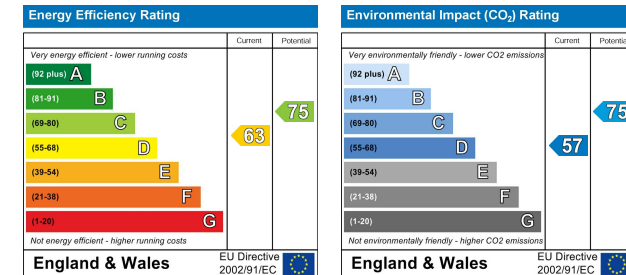 Energy Efficiency Rating
Current Potential
Very energy efficient - lower running costs
(92 plus) A
(81-91) B
75
(69-80) C
63
(55-68) D
(39-54) E
(21-38) F
(1-20) G
Not energy efficient - higher running costs
England & Wales
EU Directive
2002/91/EC
Environmental Impact (CO₂) Rating
Current Potential
Very environmentally friendly - lower CO2 emissions
(92 plus) A
(81-91) B
75
(69-80) C
(55-68) D
57
(39-54) E
(21-38) F
(1-20) G
Not environmentally friendly - higher CO2 emissions
England & Wales
EU Directive
2002/91/EC